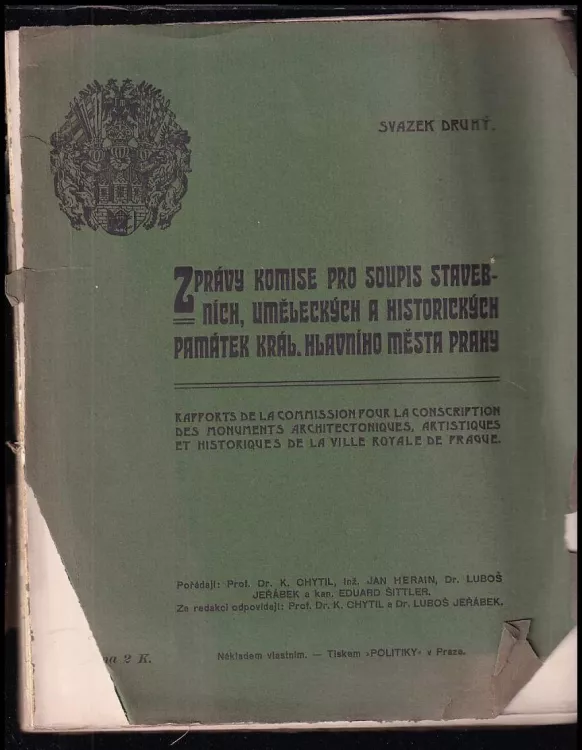 SVAZEK DRUHÝ.
ZPRÁVY KOMISE PRO SOUPIS STAVEB-
NÍCH, UMĚLECKÝCH A HISTORICKÝCH
PAMÁTEK KRÁL. HLAVNÍHO MĚSTA PRAHY
RAPPORTS DE LA COMMISSION POUR LA CONSCRIPTION
DES MONUMENTS ARCHITECTONIQUES, ARTISTIQUES
ET HISTORIQUES DE LA VILLE ROYALE DE PRAGUE.
Pořádají: Prof. Dr. K. CHYTIL, Inž. JAN HERAIN, Dr. LUBOŠ
JEŘÁBEK a kan. EDUARD ŠITTLER.
Za redakci odpovídají: Prof. Dr. K. CHYTIL a Dr. LUBOŠ JEŘÁBEK.
na 2 K.
Nákladem vlastním. — Tiskem »POLITIKY« v Praze.